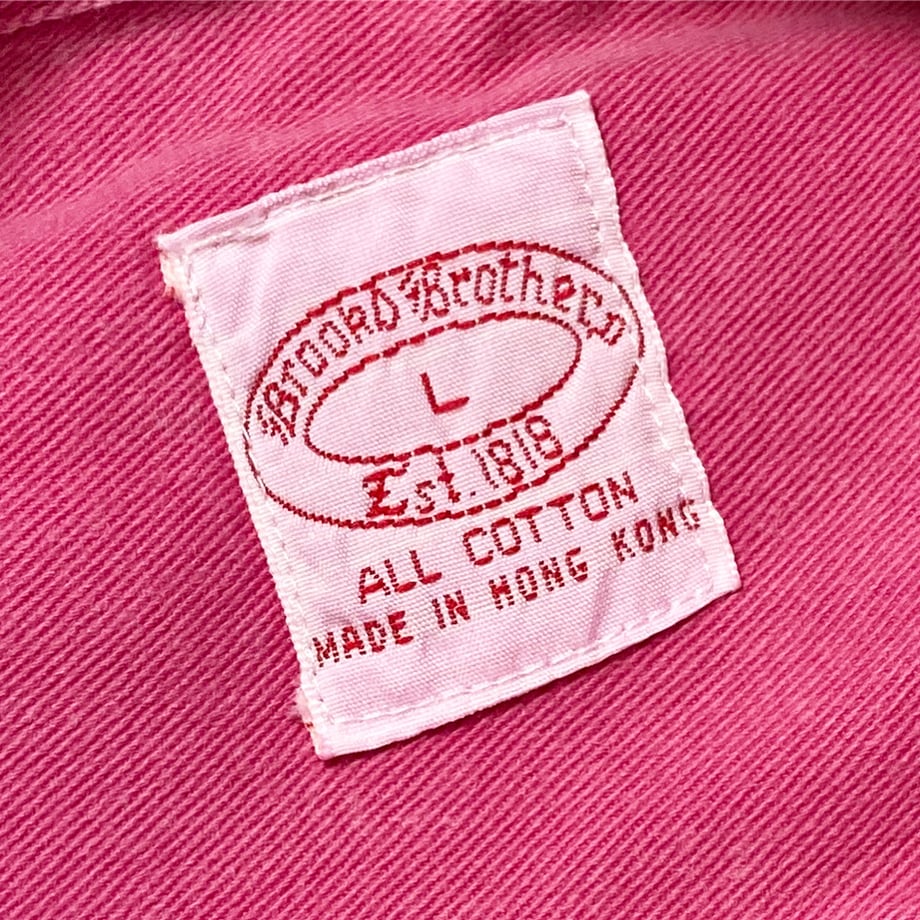 Brooks Brothers
L
Est. 1818
ALL COTTON
MADE IN HONG KONG